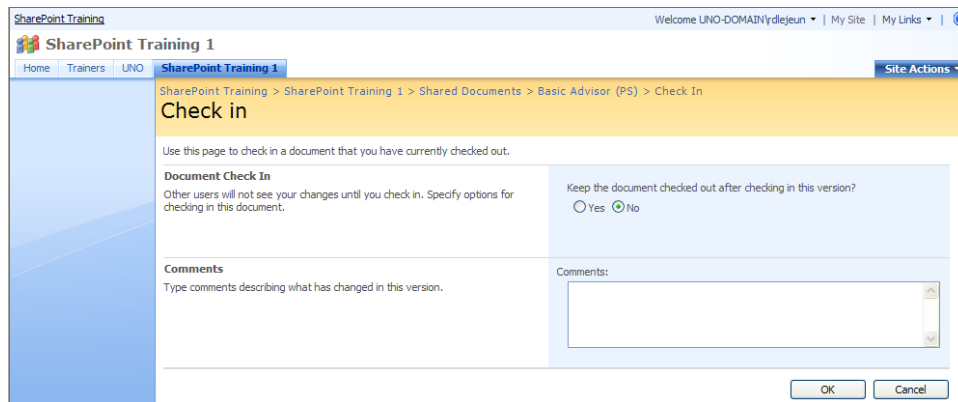 SharePoint Training
Welcome UNO-DOMAIN\rdlejeun ▾ | My Site | My Links ▾ |
SharePoint Training 1
Home Trainers UNO SharePoint Training 1 Site Actions
SharePoint Training > SharePoint Training 1 > Shared Documents > Basic Advisor (PS) > Check In
Check in
Use this page to check in a document that you have currently checked out.
Document Check In
Other users will not see your changes until you check in. Specify options for
checking in this document.
Keep the document checked out after checking in this version?
Yes No
Comments
Type comments describing what has changed in this version.
Comments:
OK Cancel